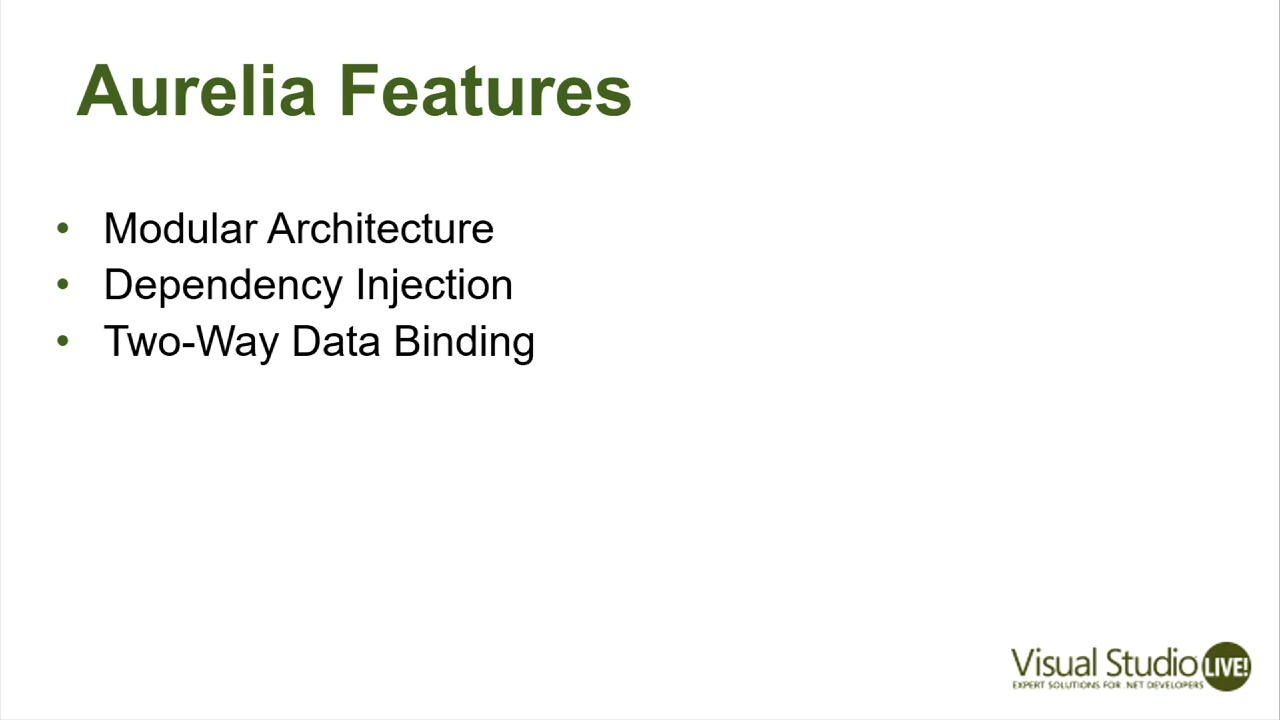 Aurelia Features
• Modular Architecture
• Dependency Injection
• Two-Way Data Binding
Visual Studio LIVE!
EXPERT SOLUTIONS FOR .NET DEVELOPERS